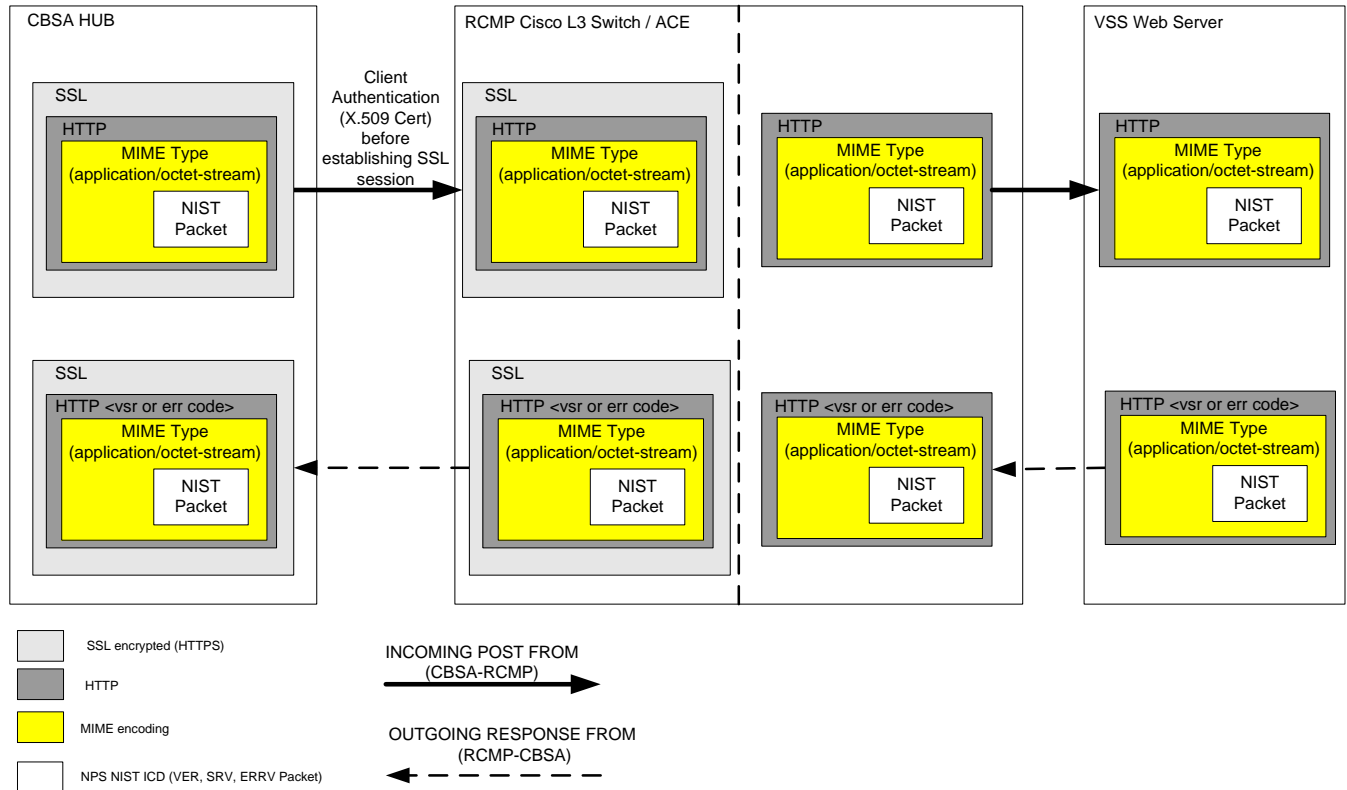 CBSA HUB
RCMP Cisco L3 Switch / ACE
VSS Web Server
SSL
HTTP
MIME Type
(application/octet-stream)
NIST
Packet
Client
Authentication
(X.509 Cert)
before
establishing SSL
session
SSL
HTTP
MIME Type
(application/octet-stream)
NIST
Packet
HTTP
MIME Type
(application/octet-stream)
NIST
Packet
HTTP
MIME Type
(application/octet-stream)
NIST
Packet
SSL
HTTP <vsr or err code>
MIME Type
(application/octet-stream)
NIST
Packet
SSL
HTTP <vsr or err code>
MIME Type
(application/octet-stream)
NIST
Packet
HTTP <vsr or err code>
MIME Type
(application/octet-stream)
NIST
Packet
HTTP <vsr or err code>
MIME Type
(application/octet-stream)
NIST
Packet
SSL encrypted (HTTPS)
HTTP
MIME encoding
NPS NIST ICD (VER, SRV, ERRV Packet)
INCOMING POST FROM
(CBSA-RCMP)
OUTGOING RESPONSE FROM
(RCMP-CBSA)